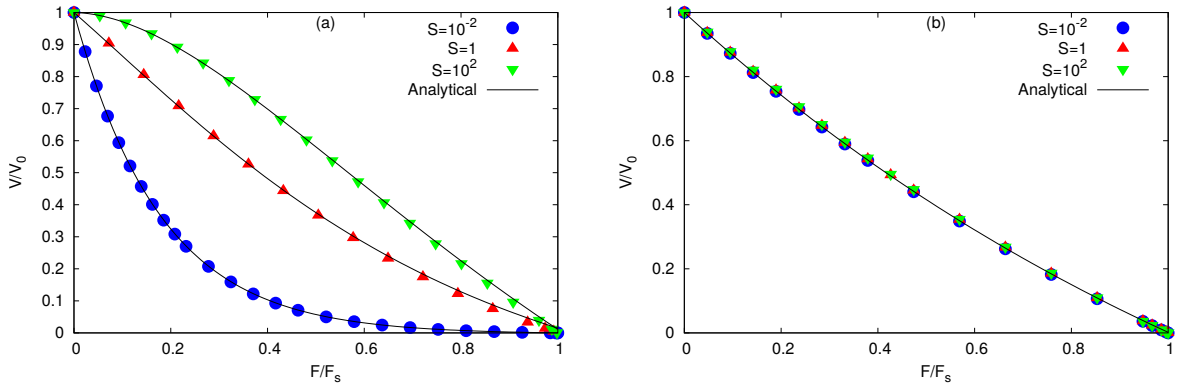 (a)
S=10⁻²
S=1
S=10²
Analytical
1
0.9
0.8
0.7
0.6
0.5
0.4
0.3
0.2
0.1
0
V/V₀
0 0.2 0.4 0.6 0.8 1
F/Fₛ
(b)
S=10⁻²
S=1
S=10²
Analytical
1
0.8
0.6
0.4
0.2
0
V/V₀
0 0.2 0.4 0.6 0.8 1
F/Fₛ